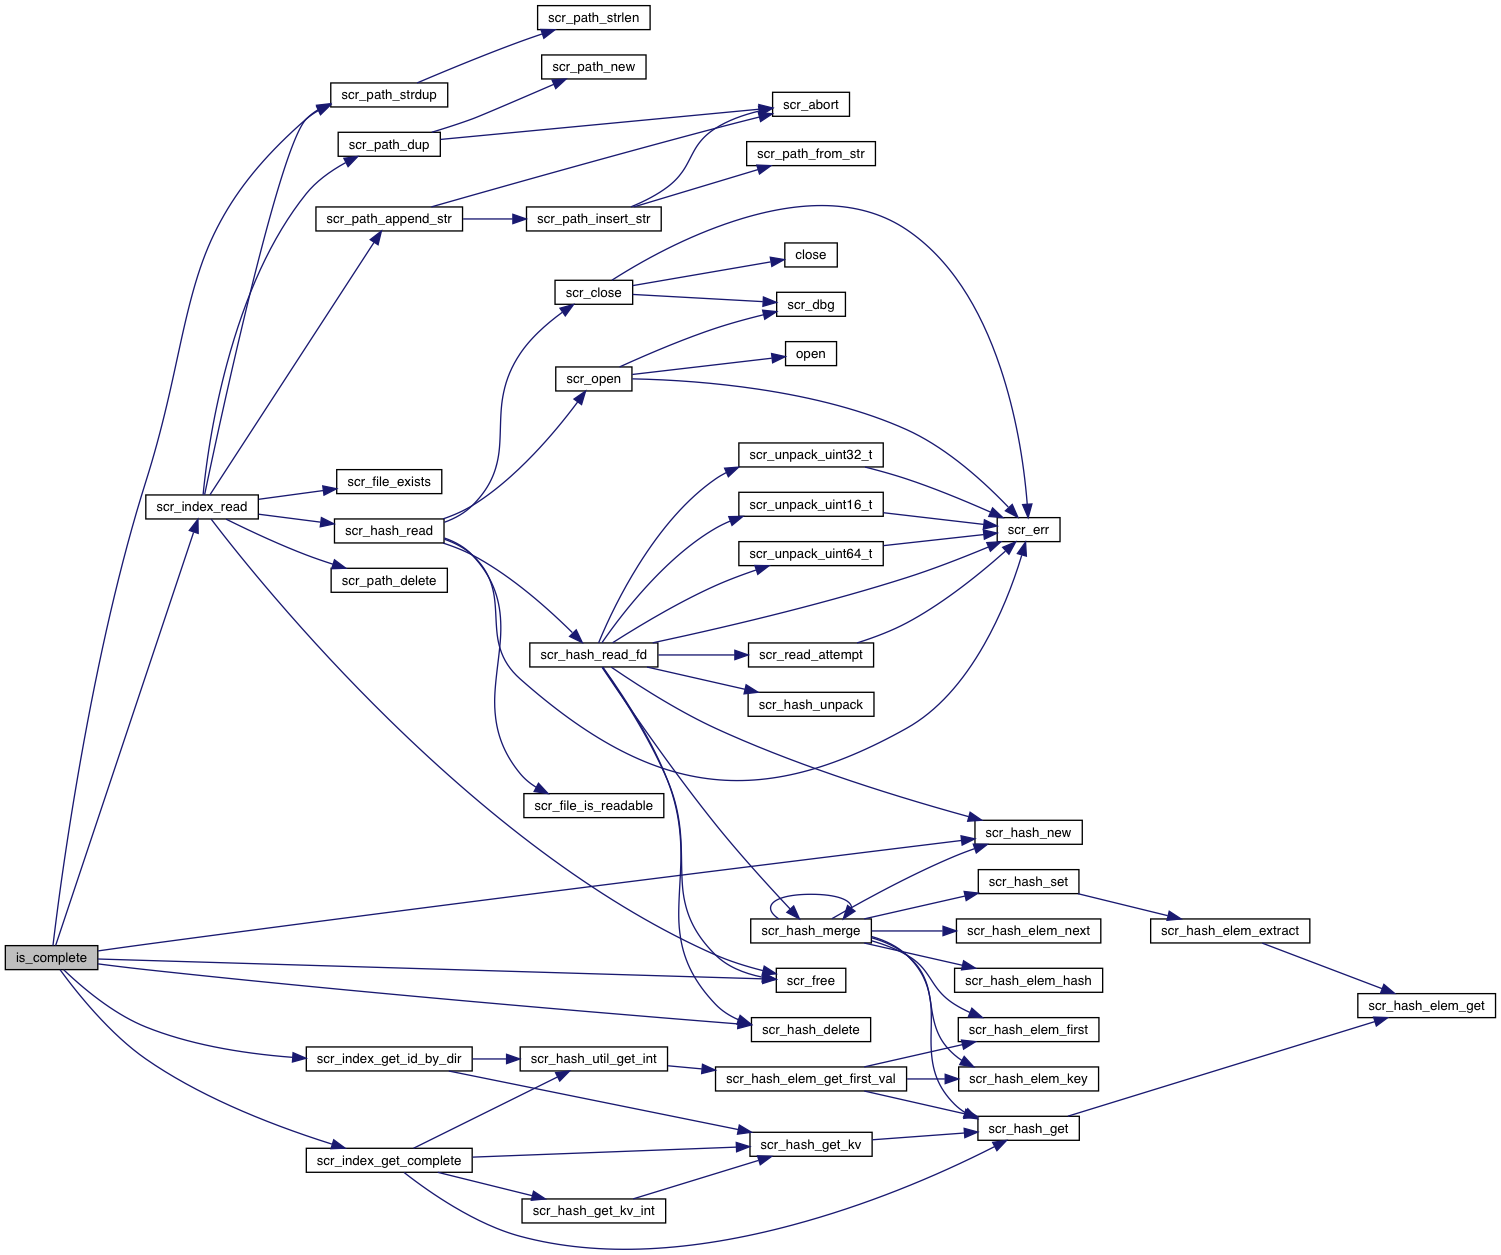 scr_path_strlen
scr_path_new
scr_path_strdup
scr_abort
scr_path_dup
scr_path_from_str
scr_path_append_str
scr_path_insert_str
close
scr_close
scr_dbg
open
scr_open
scr_unpack_uint32_t
scr_file_exists
scr_unpack_uint16_t
scr_index_read
scr_hash_read
scr_err
scr_unpack_uint64_t
scr_path_delete
scr_hash_read_fd
scr_read_attempt
scr_hash_unpack
scr_file_is_readable
scr_hash_new
scr_hash_set
scr_hash_merge
scr_hash_elem_next
scr_hash_elem_extract
is_complete
scr_free
scr_hash_elem_hash
scr_hash_elem_get
scr_hash_delete
scr_hash_elem_first
scr_index_get_id_by_dir
scr_hash_util_get_int
scr_hash_elem_get_first_val
scr_hash_elem_key
scr_hash_get
scr_hash_get_kv
scr_index_get_complete
scr_hash_get_kv_int